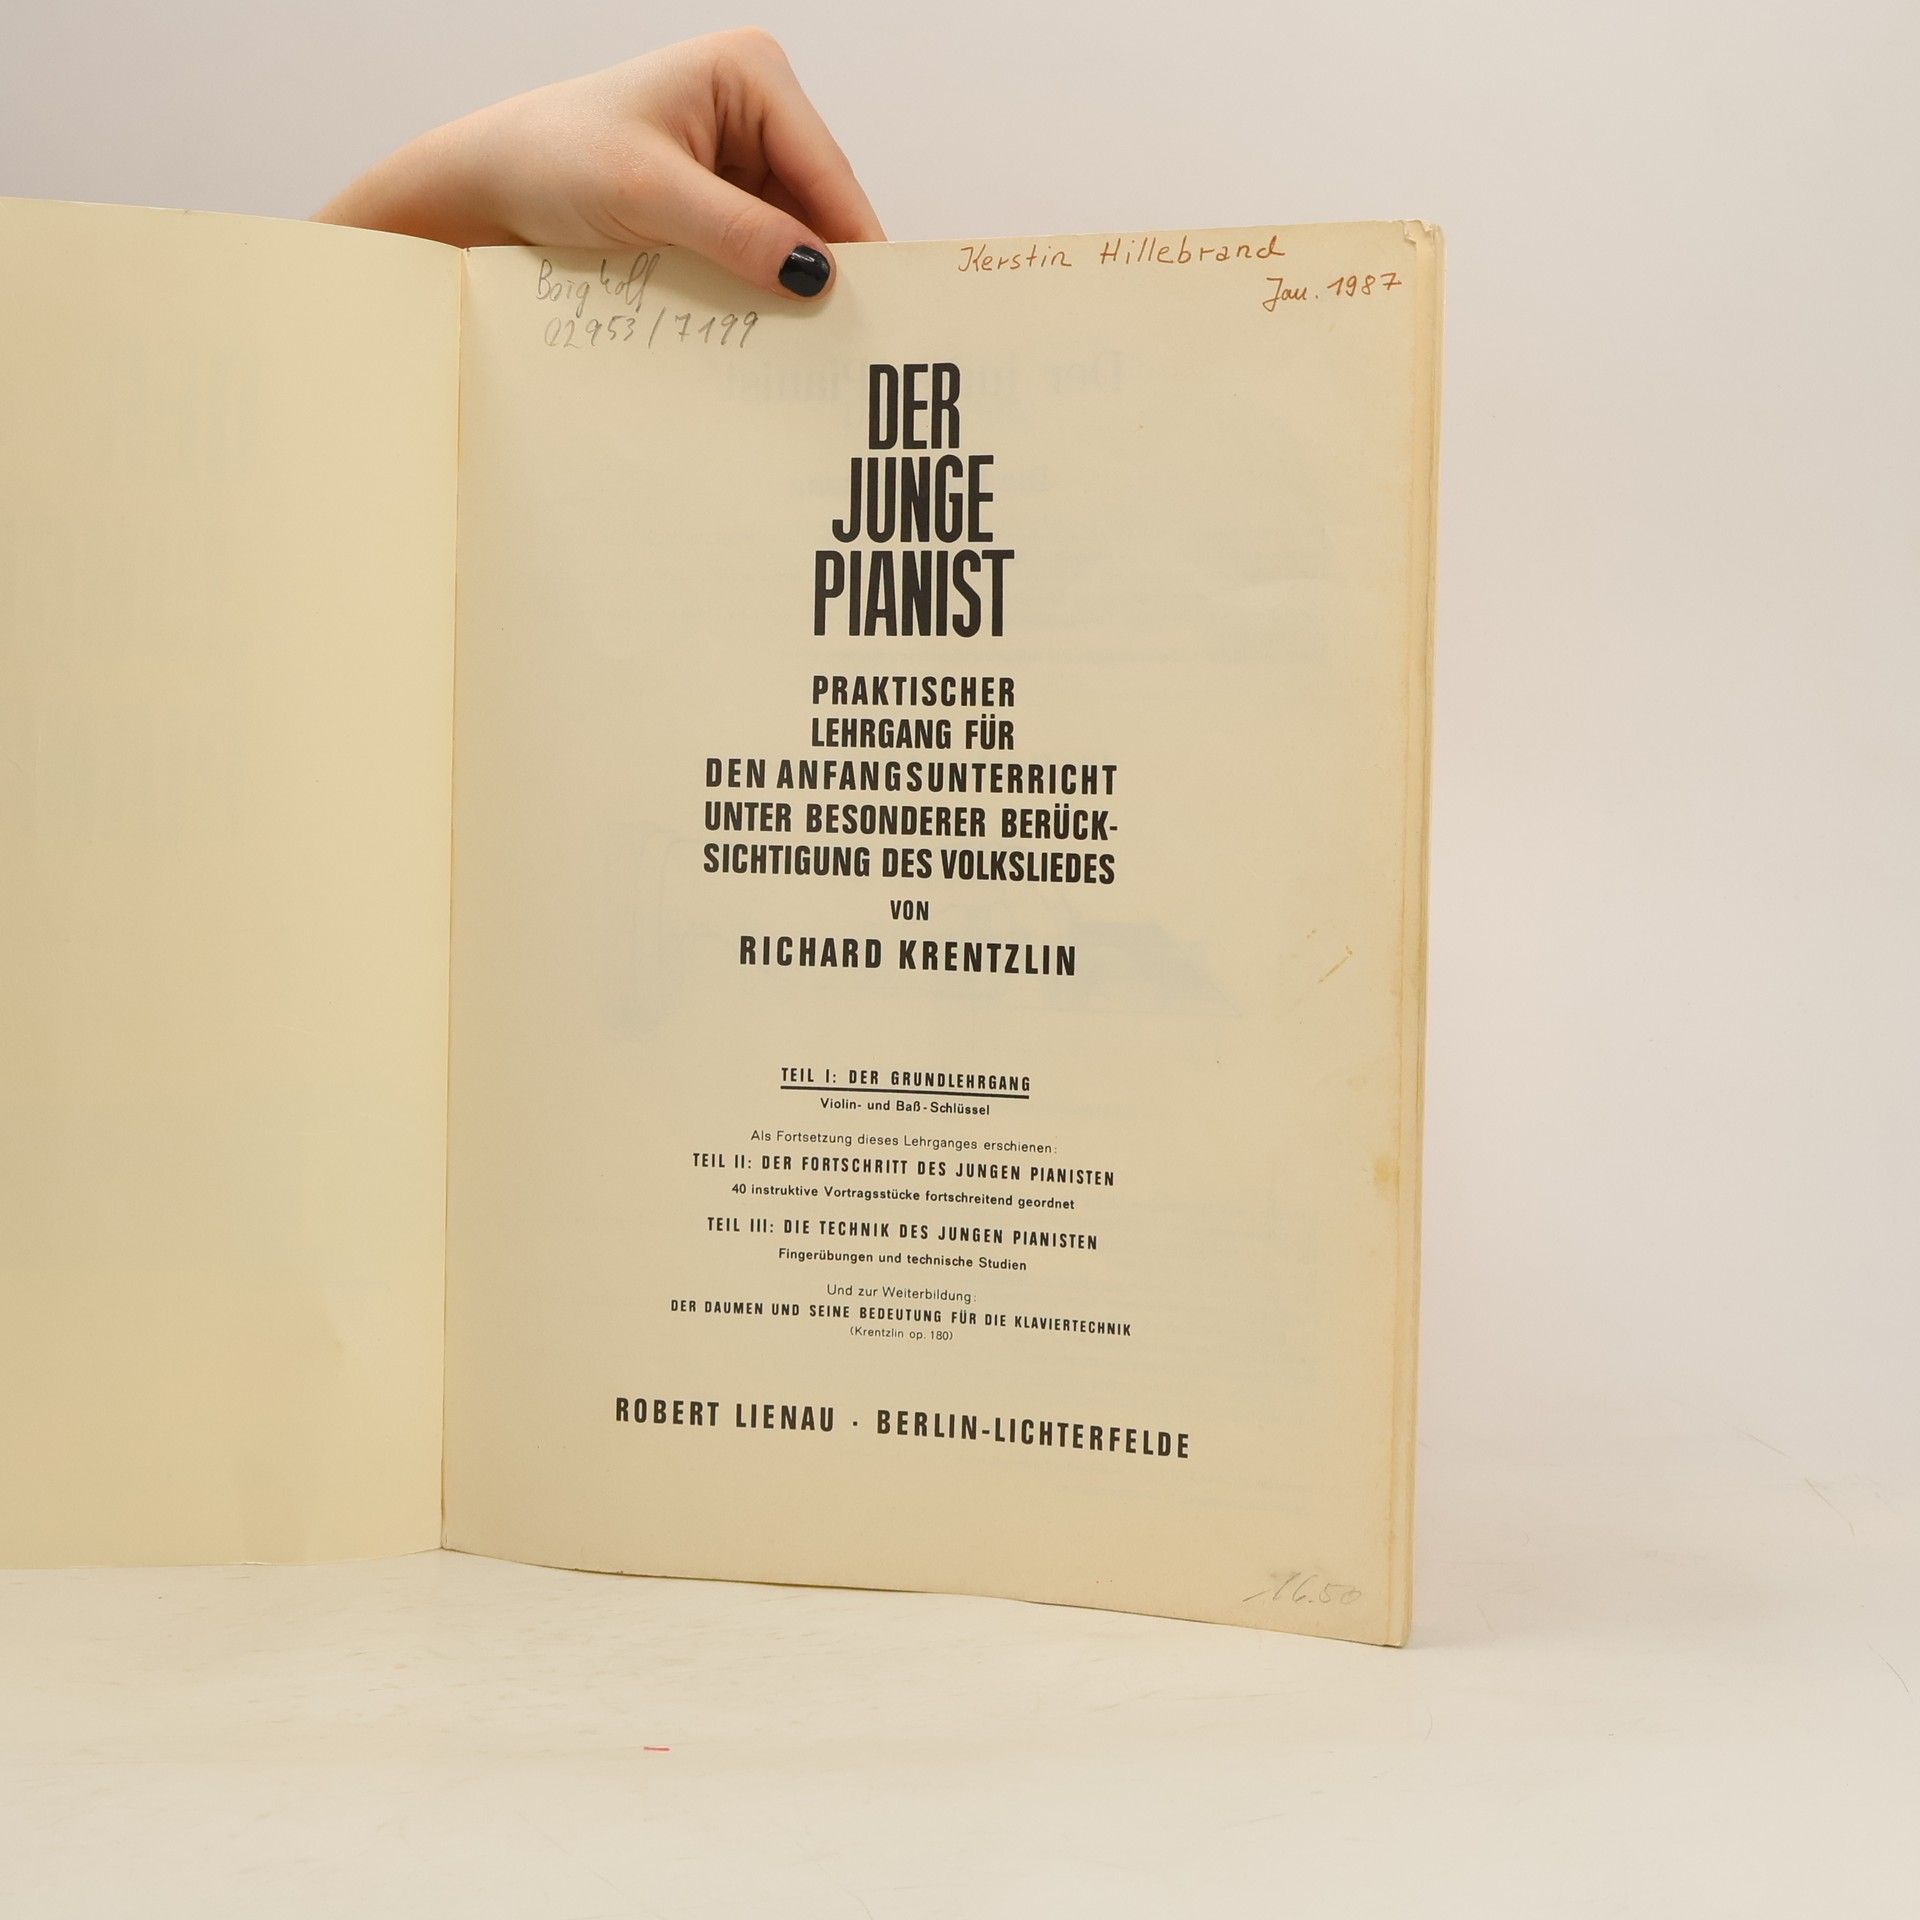 Kerstin Hillebrand
Jan. 1987
02953/7199
DER
JUNGE
PIANIST
PRAKTISCHER
LEHRGANG FÜR
DEN ANFANGSUNTERRICHT
UNTER BESONDERER BERÜCK-
SICHTIGUNG DES VOLKSLIEDES
VON
RICHARD KRENTZLIN
TEIL I: DER GRUNDLEHRGANG
Violin- und Baß-Schlüssel
Als Fortsetzung dieses Lehrganges erschienen:
TEIL II: DER FORTSCHRITT DES JUNGEN PIANISTEN
40 instruktive Vortragsstücke fortschreitend geordnet
TEIL III: DIE TECHNIK DES JUNGEN PIANISTEN
Fingerübungen und technische Studien
Und zur Weiterbildung:
DER DAUMEN UND SEINE BEDEUTUNG FÜR DIE KLAVIERTECHNIK
(Krentzlin op. 180)
ROBERT LIENAU · BERLIN-LICHTERFELDE
16.50